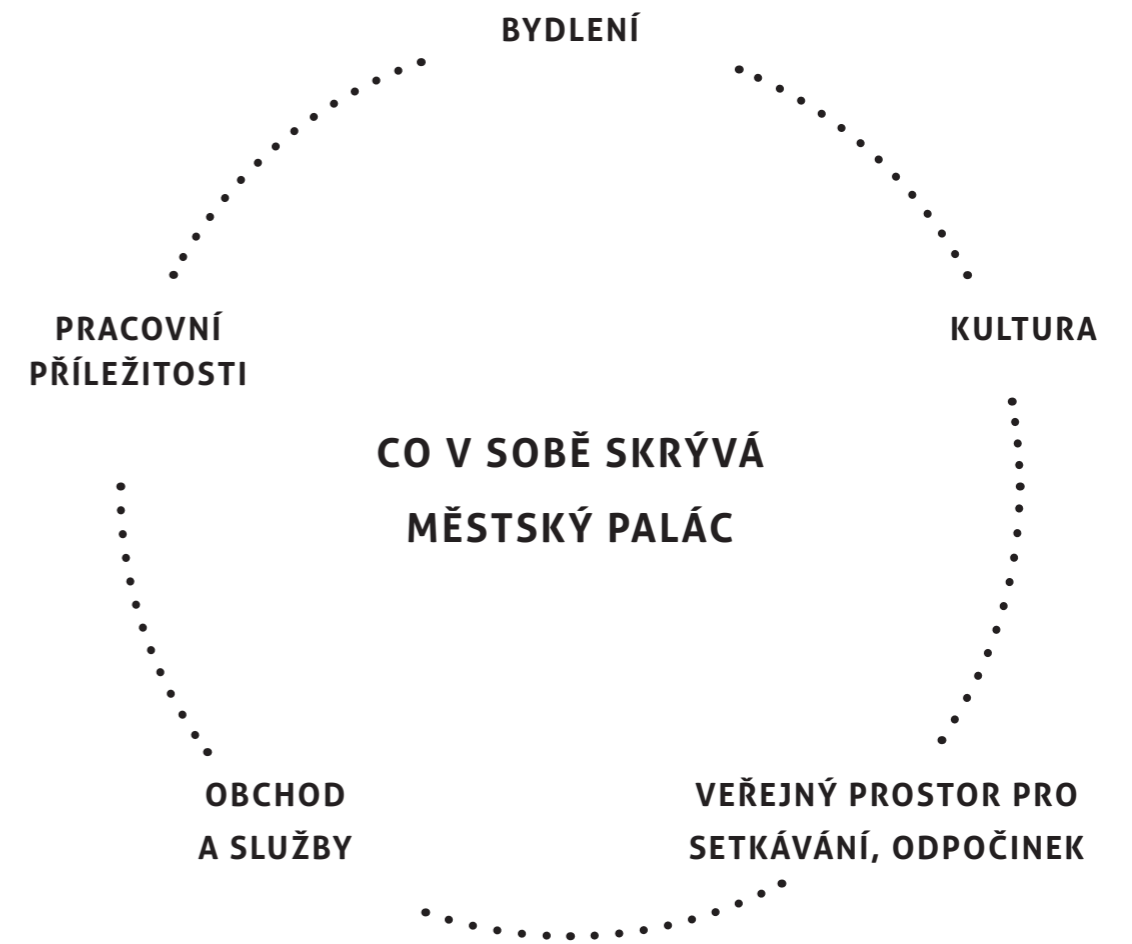 BYDLENÍ
PRACOVNÍ
PŘÍLEŽITOSTI
KULTURA
CO V SOBĚ SKRÝVÁ
MĚSTSKÝ PALÁC
OBCHOD
A SLUŽBY
VEŘEJNÝ PROSTOR PRO
SETKÁVÁNÍ, ODPOČINEK